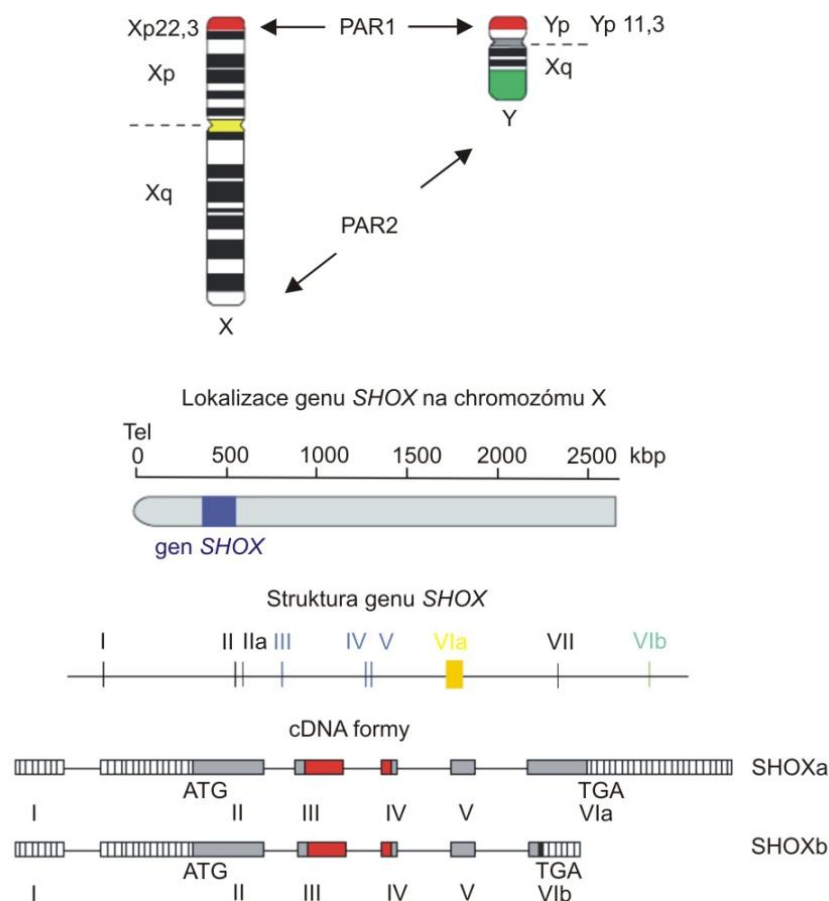 Xp22,3 PAR1 Yp Yp 11,3
Xp Xq
Y
Xq
PAR2
X
Lokalizace genu SHOX na chromozómu X
Tel
0 500 1000 1500 2000 2500 kbp
gen SHOX
Struktura genu SHOX
I II IIa III IV V VIa VII VIb
cDNA formy
SHOXa
ATG TGA
I II III IV V VIa
SHOXb
ATG TGA
I II III IV V VIb